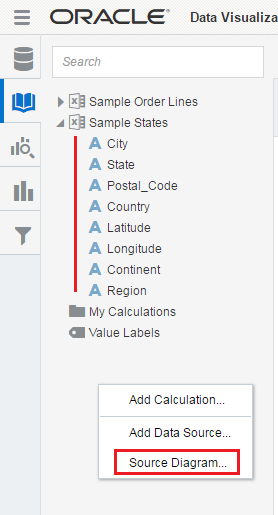 ORACLE Data Visualiza
Search
Sample Order Lines
Sample States
A City
A State
A Postal_Code
A Country
A Latitude
A Longitude
A Continent
A Region
My Calculations
Value Labels
Add Calculation...
Add Data Source...
Source Diagram...